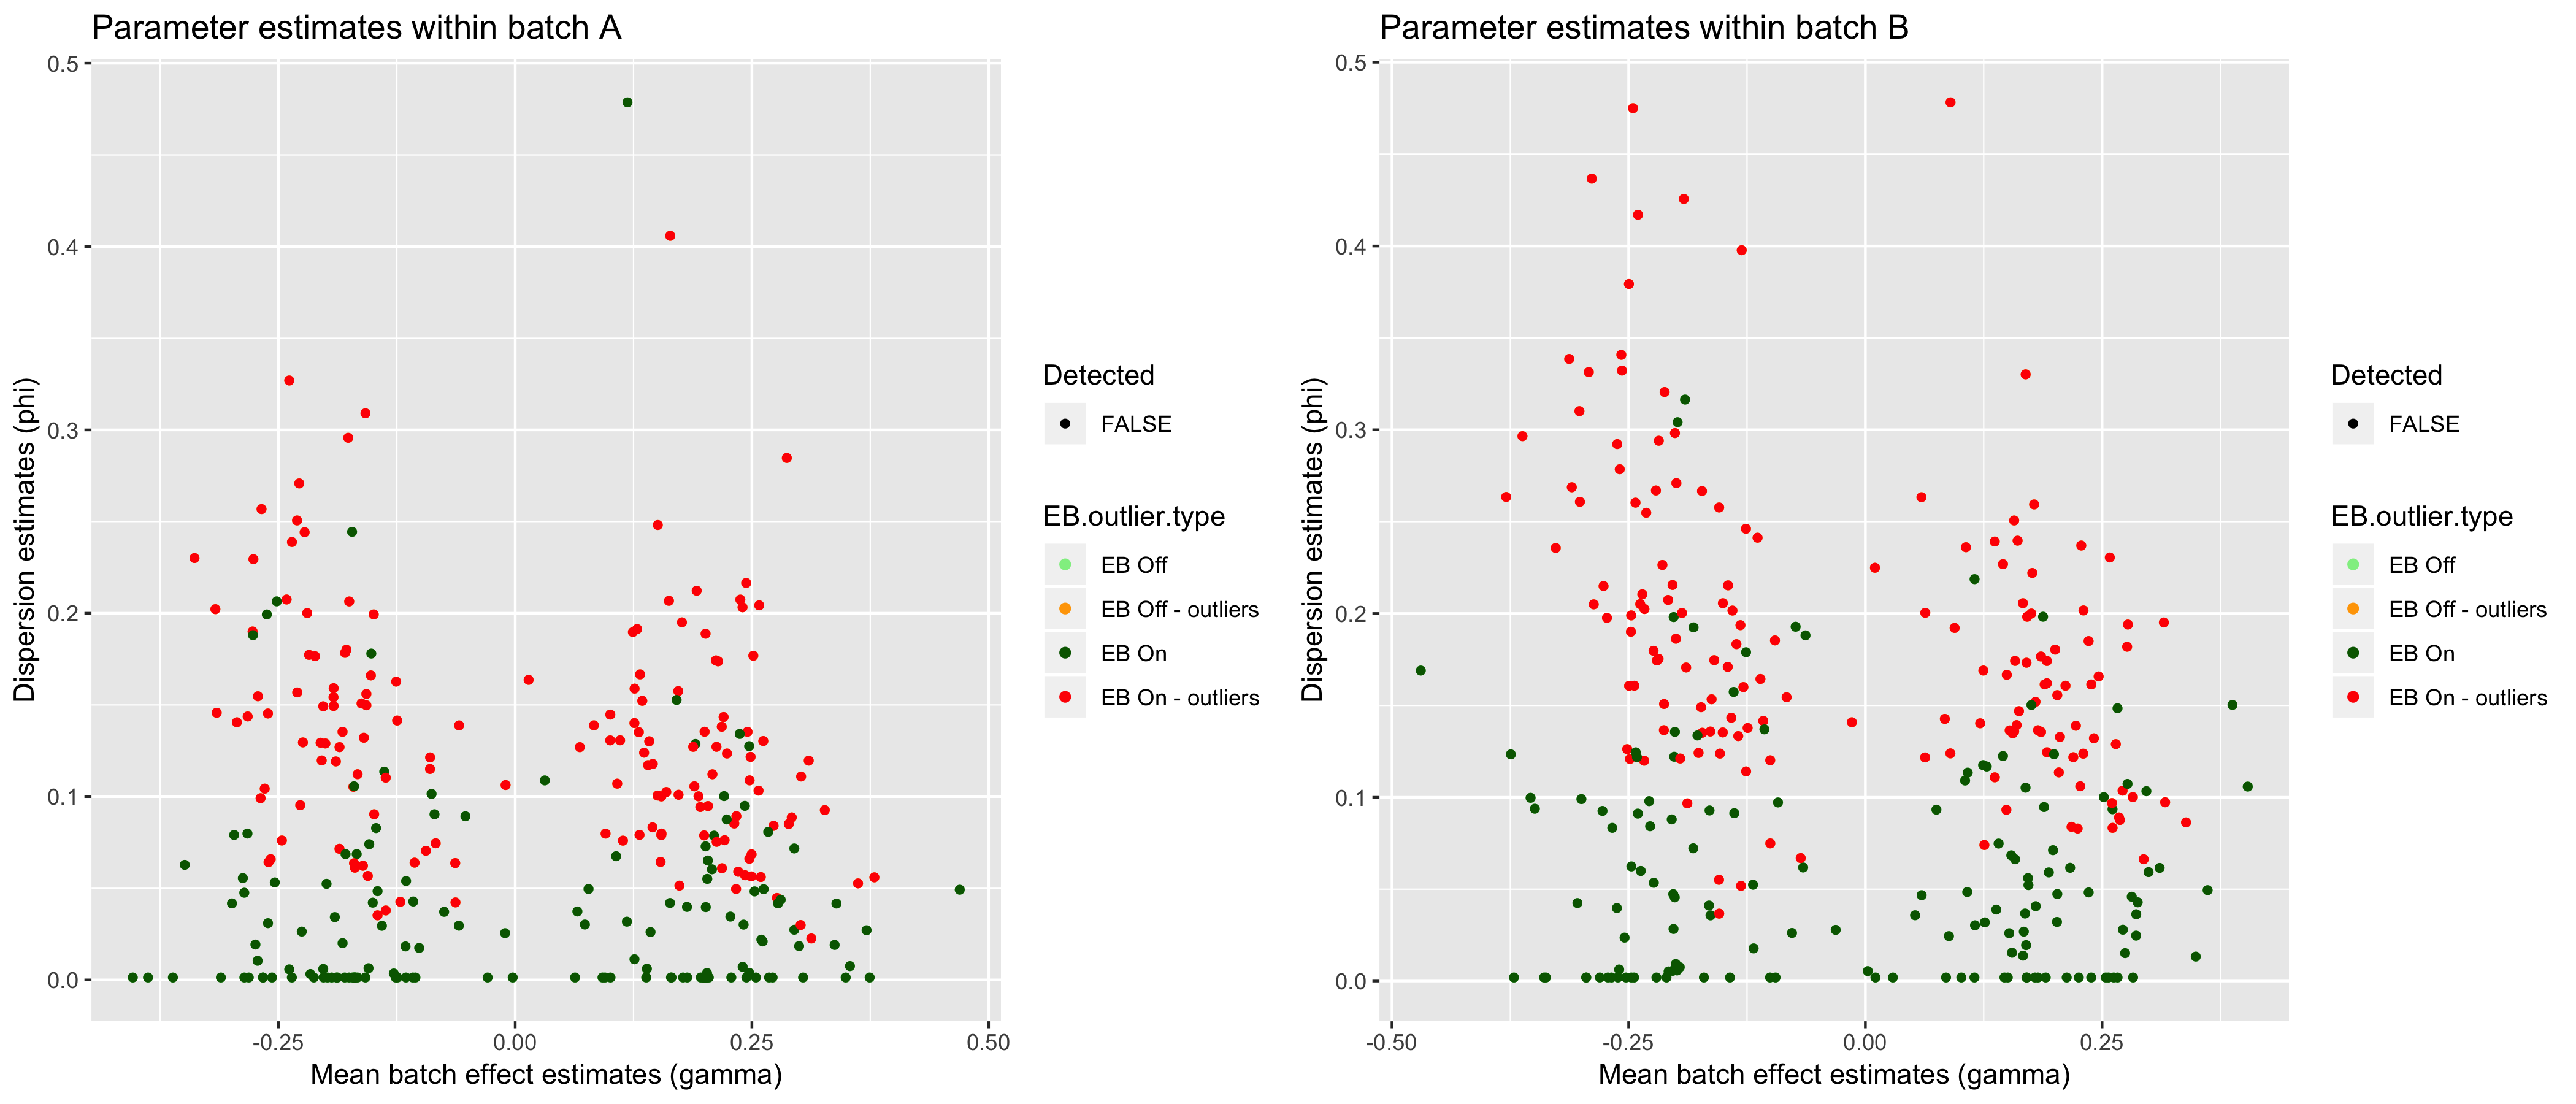 Parameter estimates within batch A
Dispersion estimates (phi)
0.5
0.4
0.3
0.2
0.1
0.0
-0.25
0.00
0.25
0.50
Mean batch effect estimates (gamma)
Detected
FALSE
EB.outlier.type
EB Off
EB Off - outliers
EB On
EB On - outliers
Parameter estimates within batch B
Dispersion estimates (phi)
0.5
0.4
0.3
0.2
0.1
0.0
-0.50
-0.25
0.00
0.25
Mean batch effect estimates (gamma)
Detected
FALSE
EB.outlier.type
EB Off
EB Off - outliers
EB On
EB On - outliers